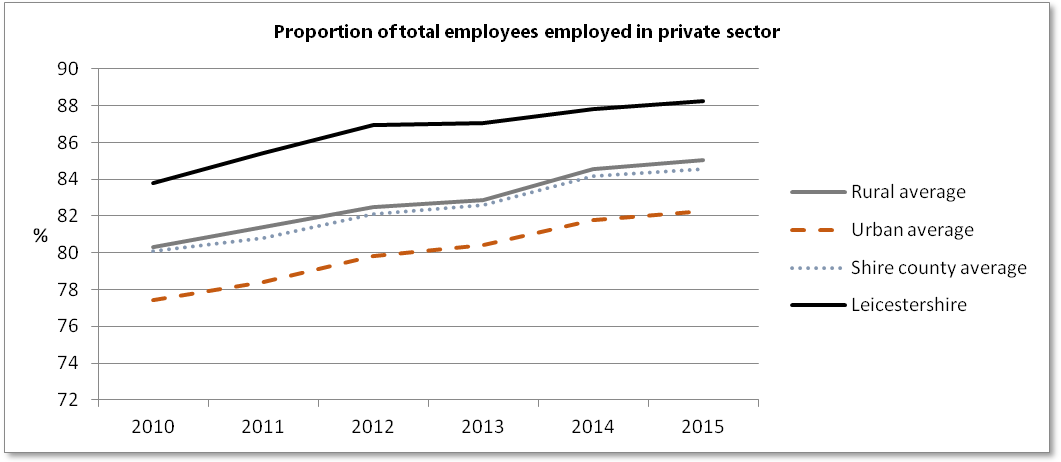 Proportion of total employees employed in private sector
90
88
86
84
82
80
78
76
74
72
%
2010 2011 2012 2013 2014 2015
Rural average
Urban average
Shire county average
Leicestershire